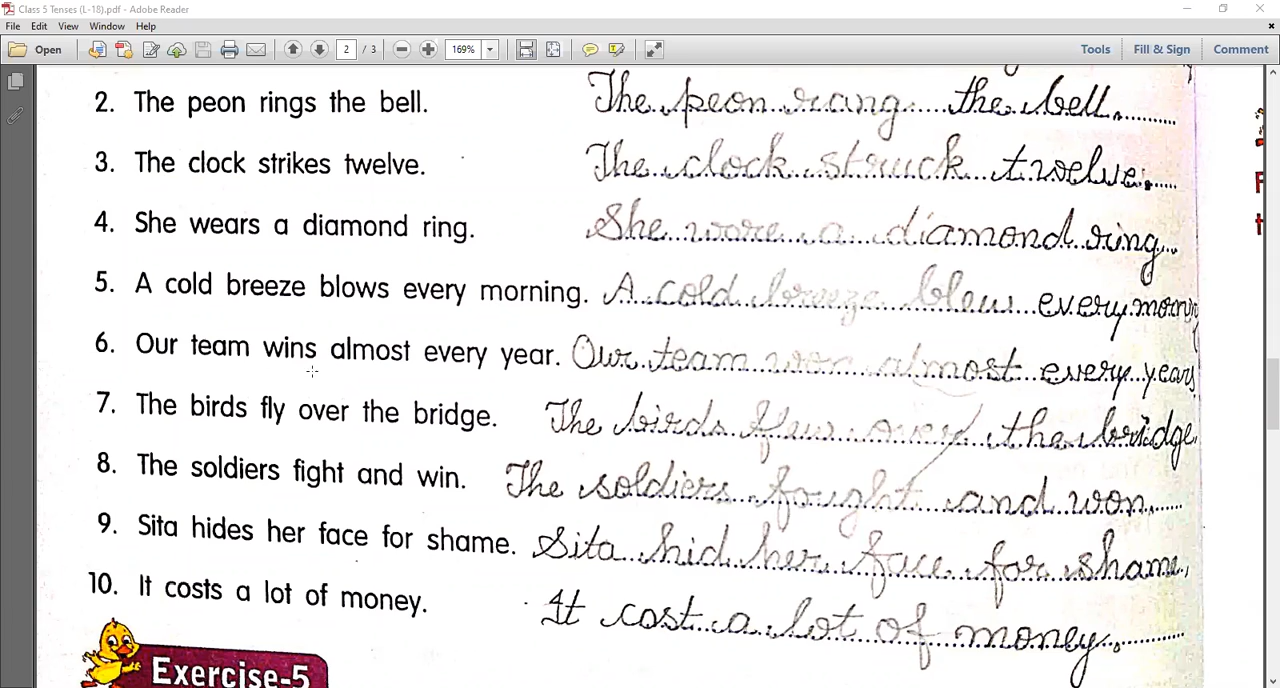 Class 5 Tenses (L-18).pdf - Adobe Reader
File Edit View Window Help
Open 2 / 3 169% Tools Fill & Sign Comment
2. The peon rings the bell. The peon rang the bell.
3. The clock strikes twelve. The clock struck twelve.
4. She wears a diamond ring. She wore a diamond ring.
5. A cold breeze blows every morning. A cold breeze blew every morning
6. Our team wins almost every year. Our team won almost every years
7. The birds fly over the bridge. The birds flew over the bridge.
8. The soldiers fight and win. The soldiers fought and won.
9. Sita hides her face for shame. Sita hid her face for shame.
10. It costs a lot of money. It cost a lot of money.
Exercise-5